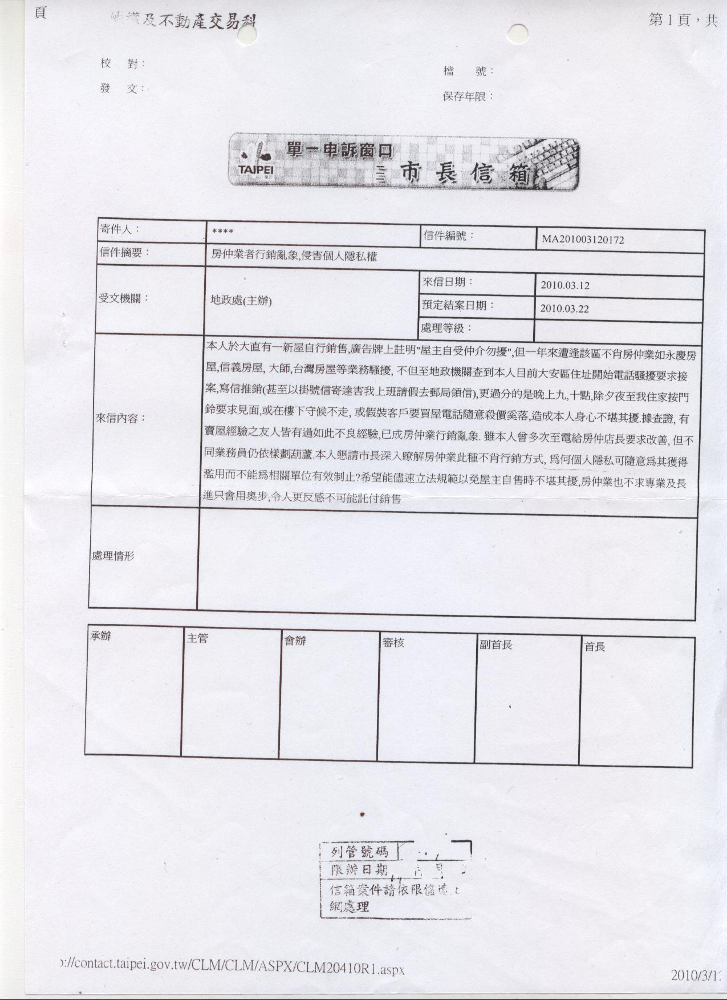 頁
及不動產交易科
第1頁，共
校　對：
發　文：
檔　號：
保存年限：
TAIPEI
單一申訴窗口
市長信箱
寄件人： **** 信件編號： MA201003120172
信件摘要： 房仲業者行銷亂象,侵害個人隱私權
受文機關： 地政處(主辦)
來信日期： 2010.03.12
預定結案日期： 2010.03.22
處理等級：
來信內容：
本人於大直有一新屋自行銷售,廣告牌上註明"屋主自受仲介勿擾",但一年來遭逢該區不肖房仲業如永慶房
屋,信義房屋, 大師,台灣房屋等業務騷擾, 不但至地政機關查到本人目前大安區住址開始電話騷擾要求接
案,寫信推銷(甚至以掛號信寄達害我上班請假去郵局領信),更過分的是晚上九,十點,除夕夜至我住家按門
鈴要求見面,或在樓下守候不走, 或假裝客戶要買屋電話隨意殺價奚落,造成本人身心不堪其擾.據查證, 有
賣屋經驗之友人皆有過如此不良經驗,已成房仲業行銷亂象. 雖本人曾多次至電給房仲店長要求改善, 但不
同業務員仍依樣劃葫蘆.本人懇請市長深入瞭解房仲業此種不肖行銷方式, 為何個人隱私可隨意為其獲得
濫用而不能為相關單位有效制止?希望能儘速立法規範以免屋主自售時不堪其擾,房仲業也不求專業及長
進只會用奧步,令人更反感不可能託付銷售
處理情形
承辦 主管 會辦 審核 副首長 首長
列管號碼
限辦日期 月
信箱案件請依限儘速
網處理
://contact.taipei.gov.tw/CLM/CLM/ASPX/CLM20410R1.aspx
2010/3/1